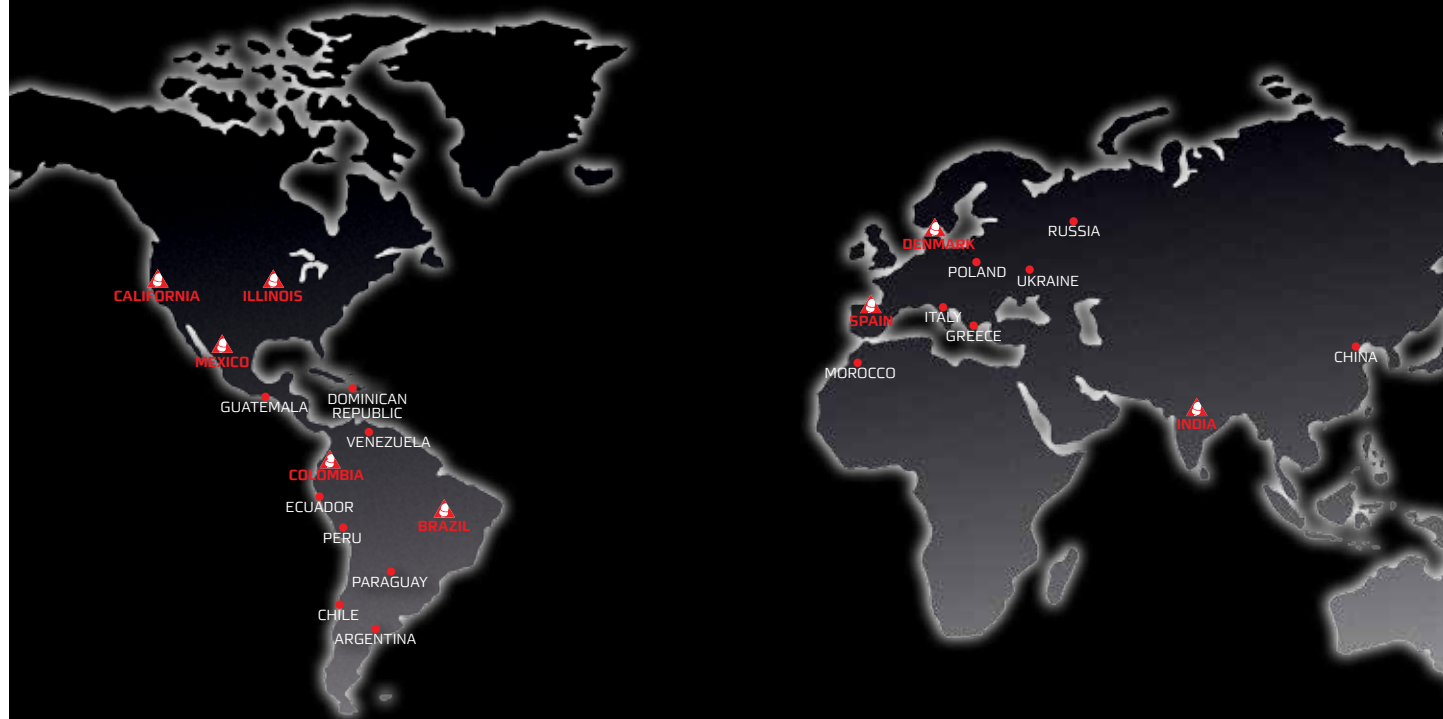 CALIFORNIA
ILLINOIS
MEXICO
GUATEMALA
DOMINICAN
REPUBLIC
VENEZUELA
COLOMBIA
ECUADOR
BRAZIL
PERU
PARAGUAY
CHILE
ARGENTINA
RUSSIA
DENMARK
POLAND
UKRAINE
ITALY
SPAIN
GREECE
CHINA
MOROCCO
INDIA